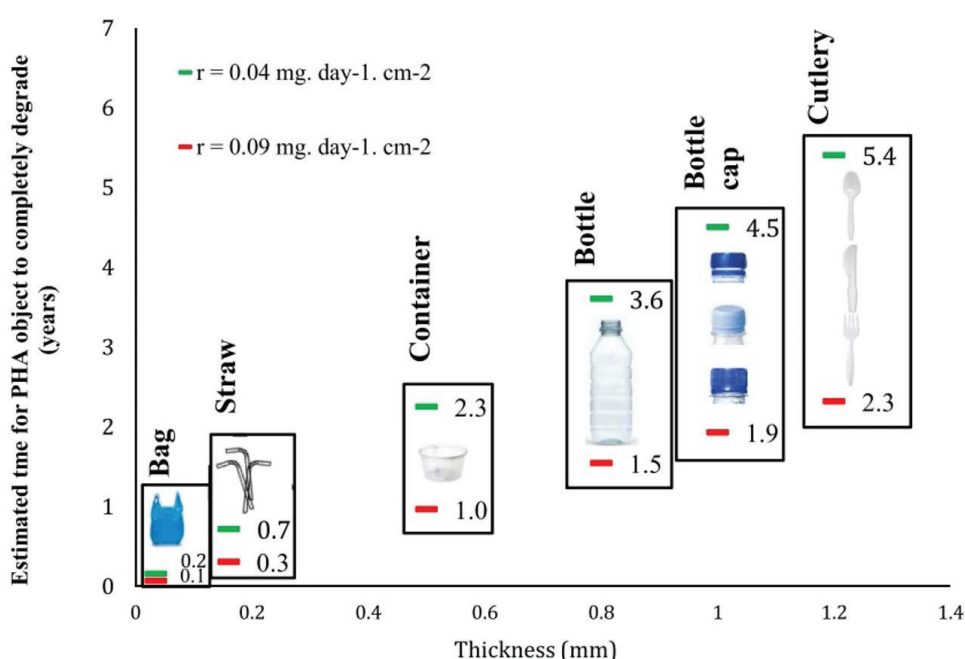 7
6
5
4
3
2
1
0
0
0.2
0.4
0.6
0.8
1
1.2
1.4
Estimated tme for PHA object to completely degrade
(years)
Thickness (mm)
r = 0.04 mg. day-1. cm-2
r = 0.09 mg. day-1. cm-2
Bag
0.2
0.1
Straw
0.7
0.3
Container
2.3
1.0
Bottle
3.6
1.5
Bottle
cap
4.5
1.9
Cutlery
5.4
2.3